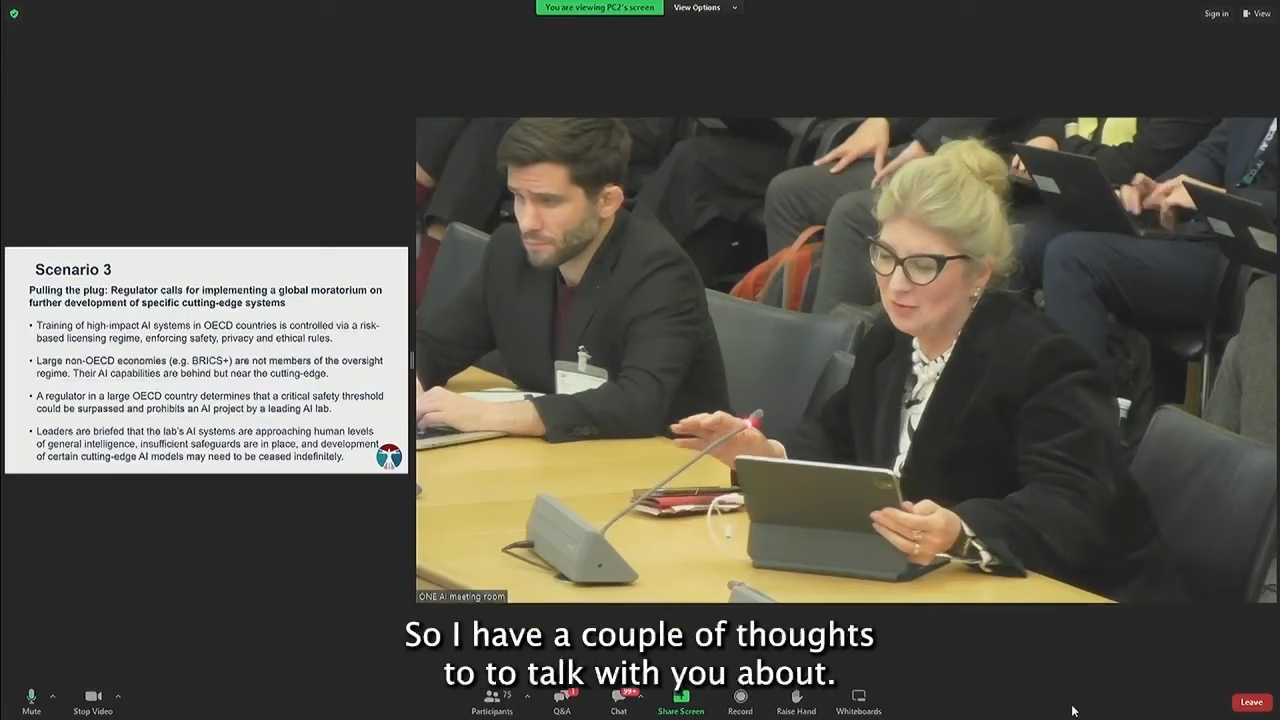 You are viewing PC2's screen
View Options
Sign in
View
Scenario 3
Pulling the plug: Regulator calls for implementing a global moratorium on
further development of specific cutting-edge systems
• Training of high-impact AI systems in OECD countries is controlled via a risk-
based licensing regime, enforcing safety, privacy and ethical rules.
• Large non-OECD economies (e.g. BRICS+) are not members of the oversight
regime. Their AI capabilities are behind but near the cutting-edge.
• A regulator in a large OECD country determines that a critical safety threshold
could be surpassed and prohibits an AI project by a leading AI lab.
• Leaders are briefed that the lab's AI systems are approaching human levels
of general intelligence, insufficient safeguards are in place, and development
of certain cutting-edge AI models may need to be ceased indefinitely.
ONE AI meeting room
So I have a couple of thoughts
to to talk with you about.
75
1
99+
Mute
Stop Video
Participants
Q&A
Chat
Share Screen
Record
Raise Hand
Whiteboards
Leave